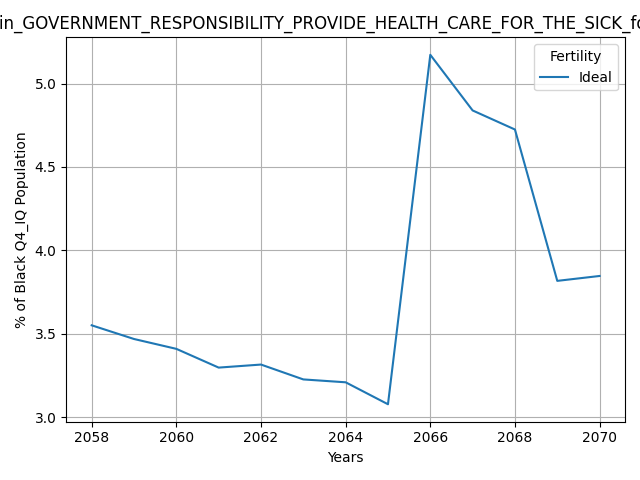 in_GOVERNMENT_RESPONSIBILITY_PROVIDE_HEALTH_CARE_FOR_THE_SICK_fo
Fertility
Ideal
% of Black Q4_IQ Population
5.0
4.5
4.0
3.5
3.0
2058 2060 2062 2064 2066 2068 2070
Years